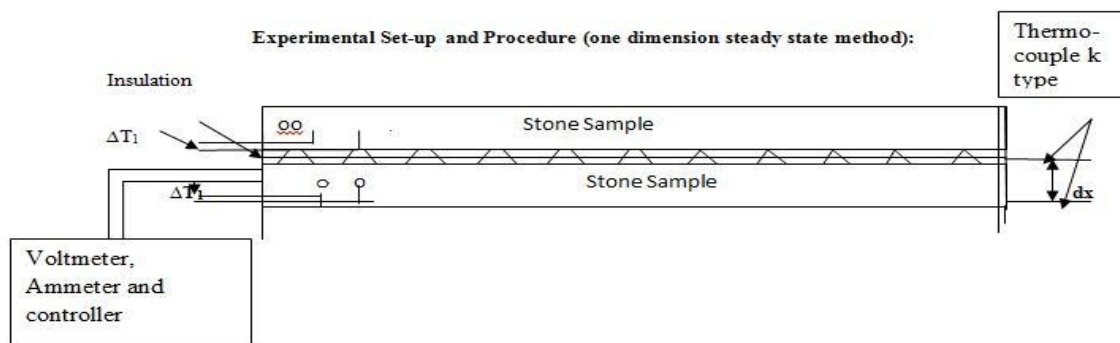 Experimental Set-up and Procedure (one dimension steady state method):
Thermo-
couple k
type
Insulation
ΔT1
oo
Stone Sample
ΔT1
o o
Stone Sample
dx
Voltmeter,
Ammeter and
controller